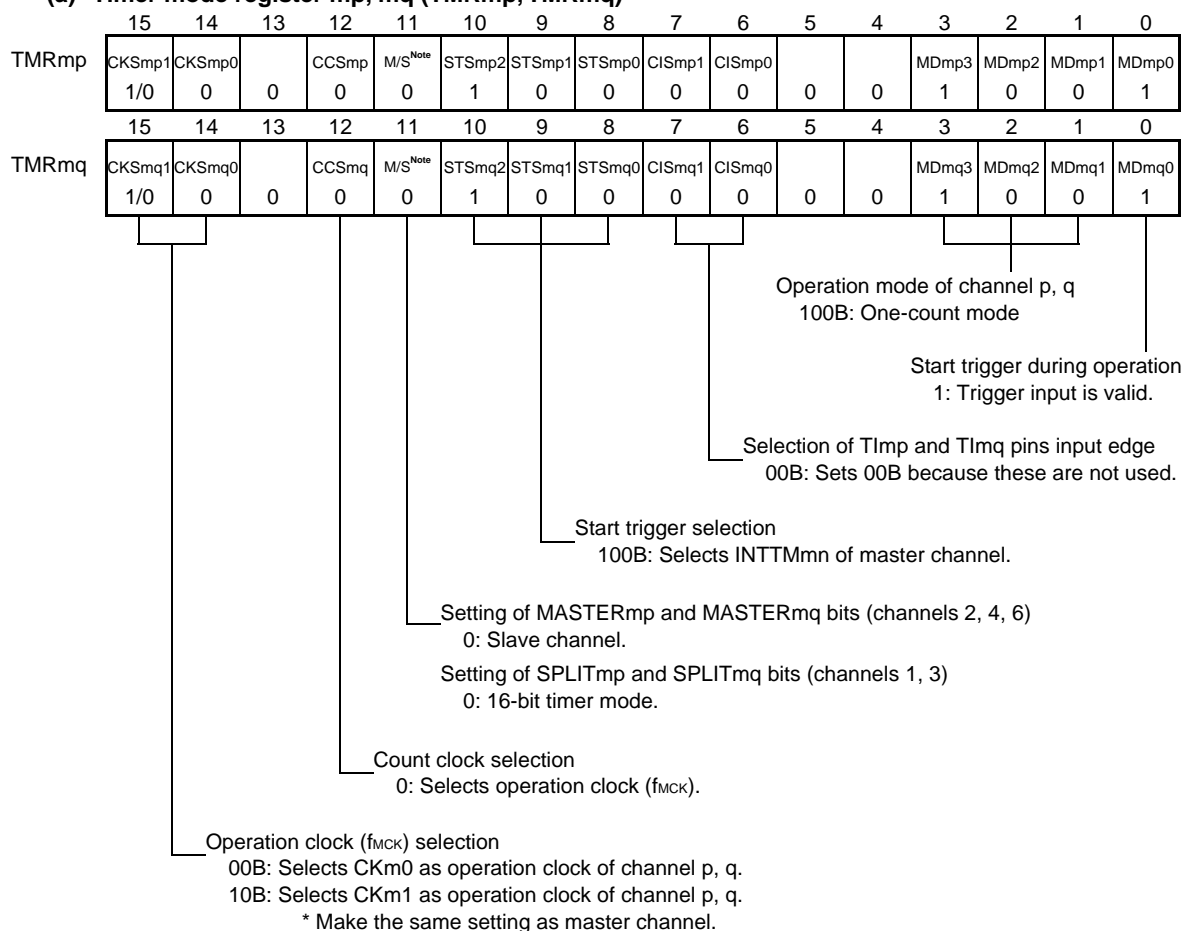 (a) Timer mode register mp, mq (TMRmp, TMRmq)
15 14 13 12 11 10 9 8 7 6 5 4 3 2 1 0
TMRmp CKSmp1 CKSmp0 CCSmp M/SNote STSmp2 STSmp1 STSmp0 CISmp1 CISmp0 MDmp3 MDmp2 MDmp1 MDmp0
1/0 0 0 0 0 1 0 0 0 0 0 0 1 0 0 1
15 14 13 12 11 10 9 8 7 6 5 4 3 2 1 0
TMRmq CKSmq1 CKSmq0 CCSmq M/SNote STSmq2 STSmq1 STSmq0 CISmq1 CISmq0 MDmq3 MDmq2 MDmq1 MDmq0
1/0 0 0 0 0 1 0 0 0 0 0 0 1 0 0 1
Operation mode of channel p, q
100B: One-count mode
Start trigger during operation
1: Trigger input is valid.
Selection of TImp and TImq pins input edge
00B: Sets 00B because these are not used.
Start trigger selection
100B: Selects INTTMmn of master channel.
Setting of MASTERmp and MASTERmq bits (channels 2, 4, 6)
0: Slave channel.
Setting of SPLITmp and SPLITmq bits (channels 1, 3)
0: 16-bit timer mode.
Count clock selection
0: Selects operation clock (fMCK).
Operation clock (fMCK) selection
00B: Selects CKm0 as operation clock of channel p, q.
10B: Selects CKm1 as operation clock of channel p, q.
* Make the same setting as master channel.